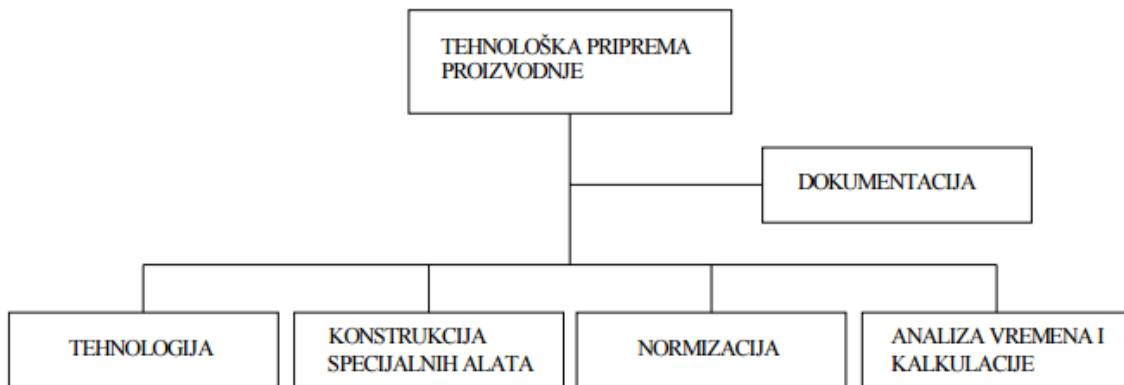 TEHNOLOŠKA PRIPREMA
PROIZVODNJE
DOKUMENTACIJA
TEHNOLOGIJA
KONSTRUKCIJA
SPECIJALNIH ALATA
NORMIZACIJA
ANALIZA VREMENA I
KALKULACIJE